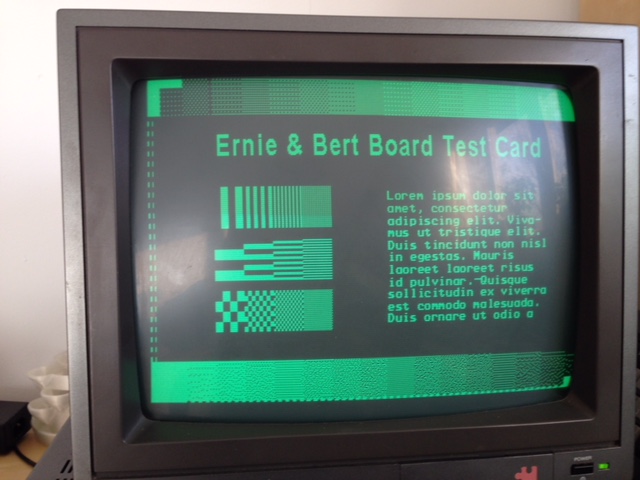 Ernie & Bert Board Test Card
Lorem ipsum dolor sit
amet, consectetur
adipiscing elit. Viva-
mus ut tristique elit.
Duis tincidunt non nisl
in egestas. Mauris
laoreet laoreet risus
id pulvinar. Quisque
sollicitudin ex viverra
est commodo malesuada.
Duis ornare ut odio a
POWER